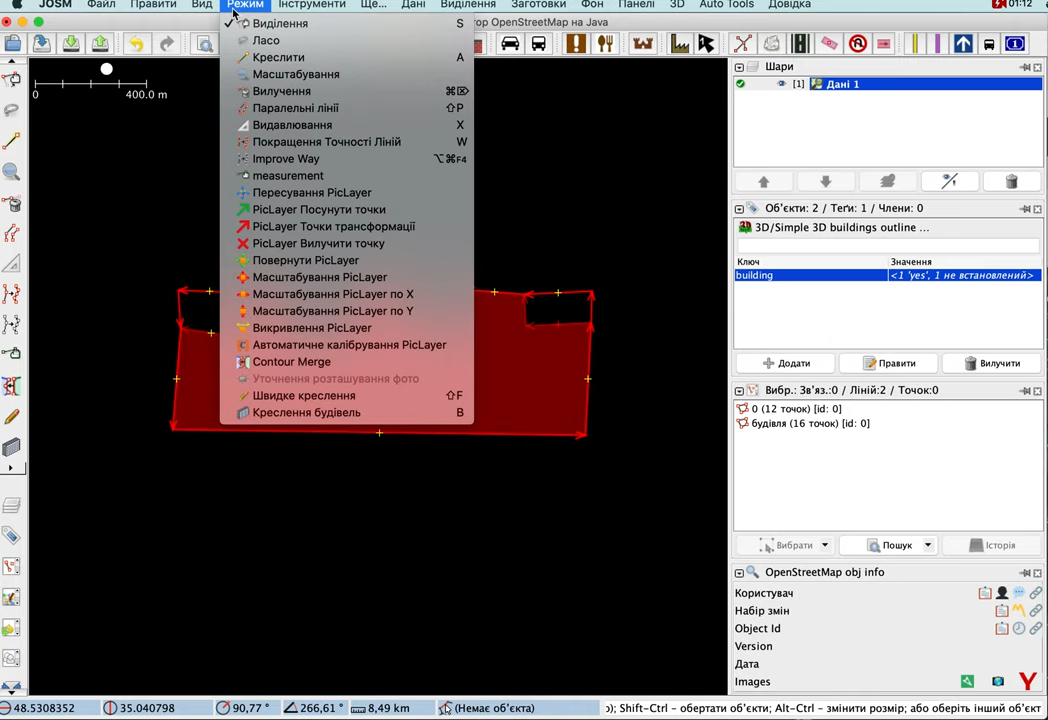 JOSM Файл Правити Вид Режим Інструменти Ще... Дані Виділення Заготовки Фон Панелі 3D Auto Tools Довідка 01:12
тор OpenStreetMap на Java
0 400.0 m
✓ Виділення S
Ласо
Креслити A
Масштабування
Вилучення ⌘⌦
Паралельні лінії ⇧P
Видавлювання X
Покращення Точності Ліній W
Improve Way ⌥⌘F4
measurement
Пересування PicLayer
PicLayer Посунути точки
PicLayer Точки трансформації
PicLayer Вилучити точку
Повернути PicLayer
Масштабування PicLayer
Масштабування PicLayer по X
Масштабування PicLayer по Y
Викривлення PicLayer
Автоматичне калібрування PicLayer
Contour Merge
Уточнення розташування фото
Швидке креслення ⇧F
Креслення будівель B
Шари
[1] Дані 1
Об'єкти: 2 / Теґи: 1 / Члени: 0
3D/Simple 3D buildings outline ...
Ключ Значення
building <1 'yes', 1 не встановлений>
Додати Правити Вилучити
Вибр.: Зв'яз.:0 / Ліній:2 / Точок:0
0 (12 точок) [id: 0]
будівля (16 точок) [id: 0]
Вибрати Пошук Історія
OpenStreetMap obj info
Користувач
Набір змін
Object Id
Version
Дата
Images
48.5308352 35.040798 90,77° 266,61° 8,49 km (Немає об'єкта) ); Shift-Ctrl - обертати об'єкти; Alt-Ctrl - змінити розмір; або оберіть інший об'єкт